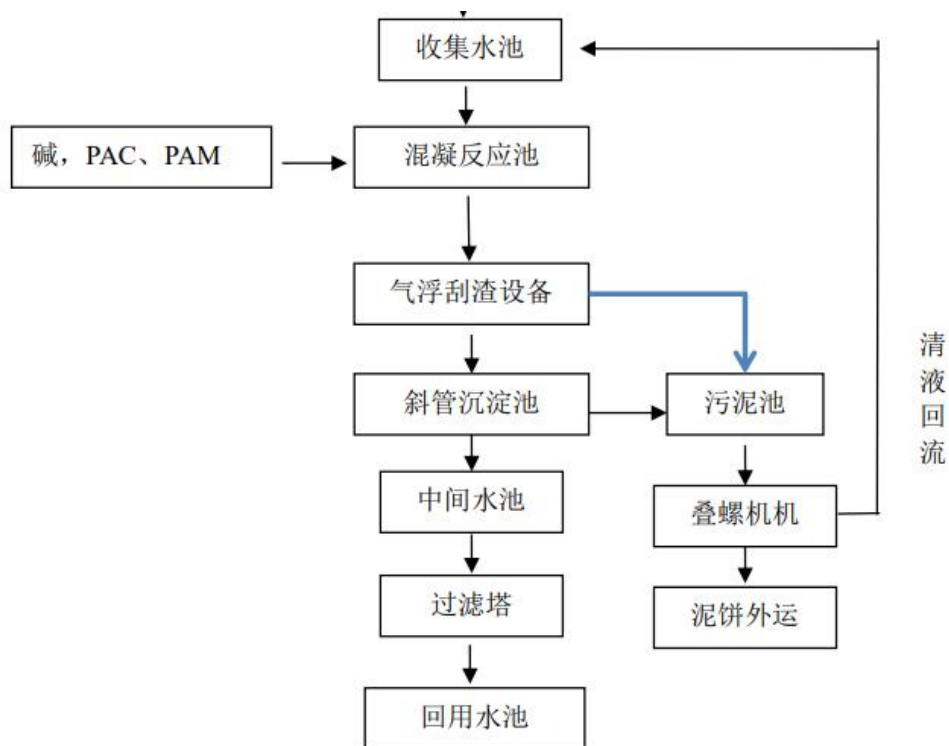 收集水池
碱，PAC、PAM
混凝反应池
气浮刮渣设备
斜管沉淀池
污泥池
清液回流
中间水池
叠螺机机
过滤塔
泥饼外运
回用水池